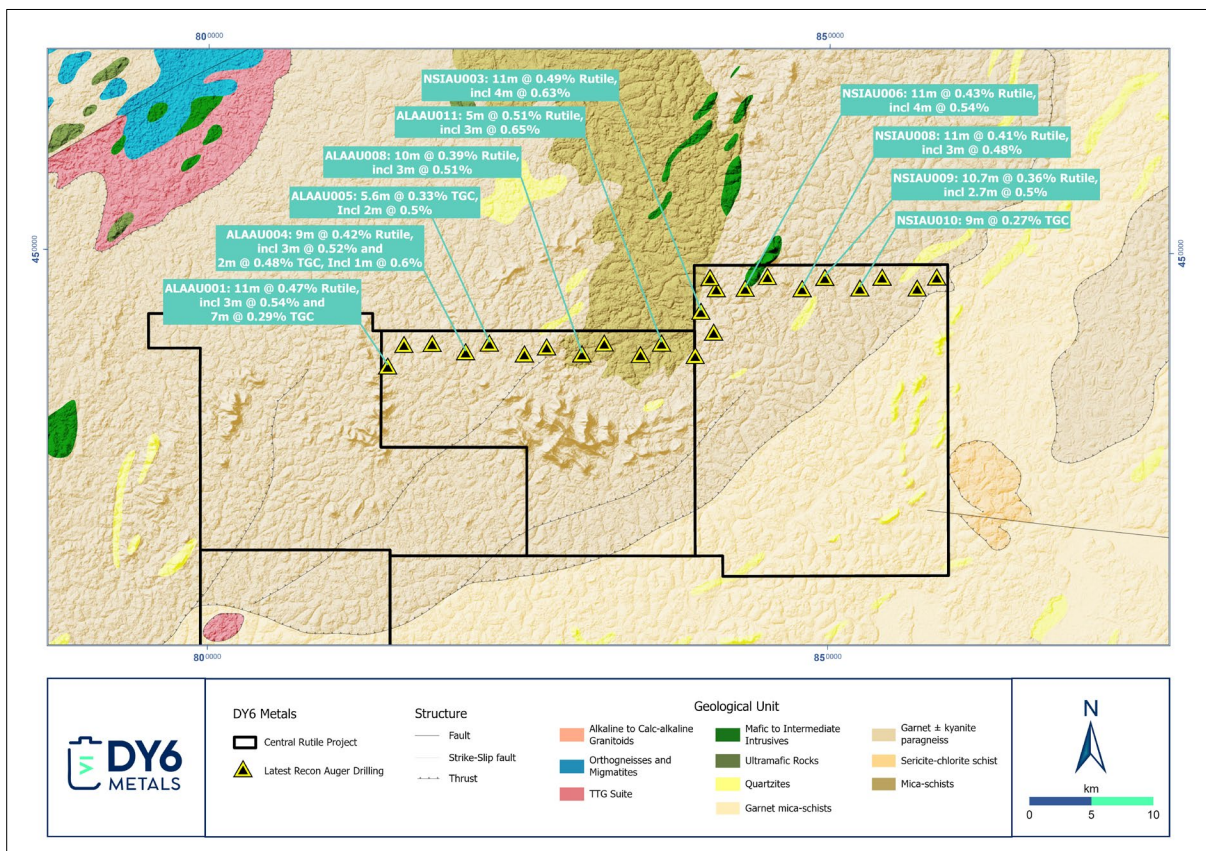 80⁰⁰⁰⁰
85⁰⁰⁰⁰
45⁰⁰⁰⁰
45⁰⁰⁰⁰
NSIAU003: 11m @ 0.49% Rutile,
incl 4m @ 0.63%
ALAAU011: 5m @ 0.51% Rutile,
incl 3m @ 0.65%
ALAAU008: 10m @ 0.39% Rutile,
incl 3m @ 0.51%
ALAAU005: 5.6m @ 0.33% TGC,
Incl 2m @ 0.5%
ALAAU004: 9m @ 0.42% Rutile,
incl 3m @ 0.52% and
2m @ 0.48% TGC, Incl 1m @ 0.6%
ALAAU001: 11m @ 0.47% Rutile,
incl 3m @ 0.54% and
7m @ 0.29% TGC
NSIAU006: 11m @ 0.43% Rutile,
incl 4m @ 0.54%
NSIAU008: 11m @ 0.41% Rutile,
incl 3m @ 0.48%
NSIAU009: 10.7m @ 0.36% Rutile,
incl 2.7m @ 0.5%
NSIAU010: 9m @ 0.27% TGC
80⁰⁰⁰⁰
85⁰⁰⁰⁰
DY6
METALS
DY6 Metals
Central Rutile Project
Latest Recon Auger Drilling
Structure
Fault
Strike-Slip fault
Thrust
Geological Unit
Alkaline to Calc-alkaline
Granitoids
Orthogneisses and
Migmatites
TTG Suite
Mafic to Intermediate
Intrusives
Ultramafic Rocks
Quartzites
Garnet mica-schists
Garnet ± kyanite
paragneiss
Sericite-chlorite schist
Mica-schists
N
km
0 5 10